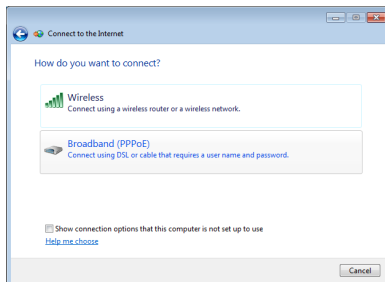 Connect to the Internet
How do you want to connect?
Wireless
Connect using a wireless router or a wireless network.
Broadband (PPPoE)
Connect using DSL or cable that requires a user name and password.
Show connection options that this computer is not set up to use
Help me choose
Cancel